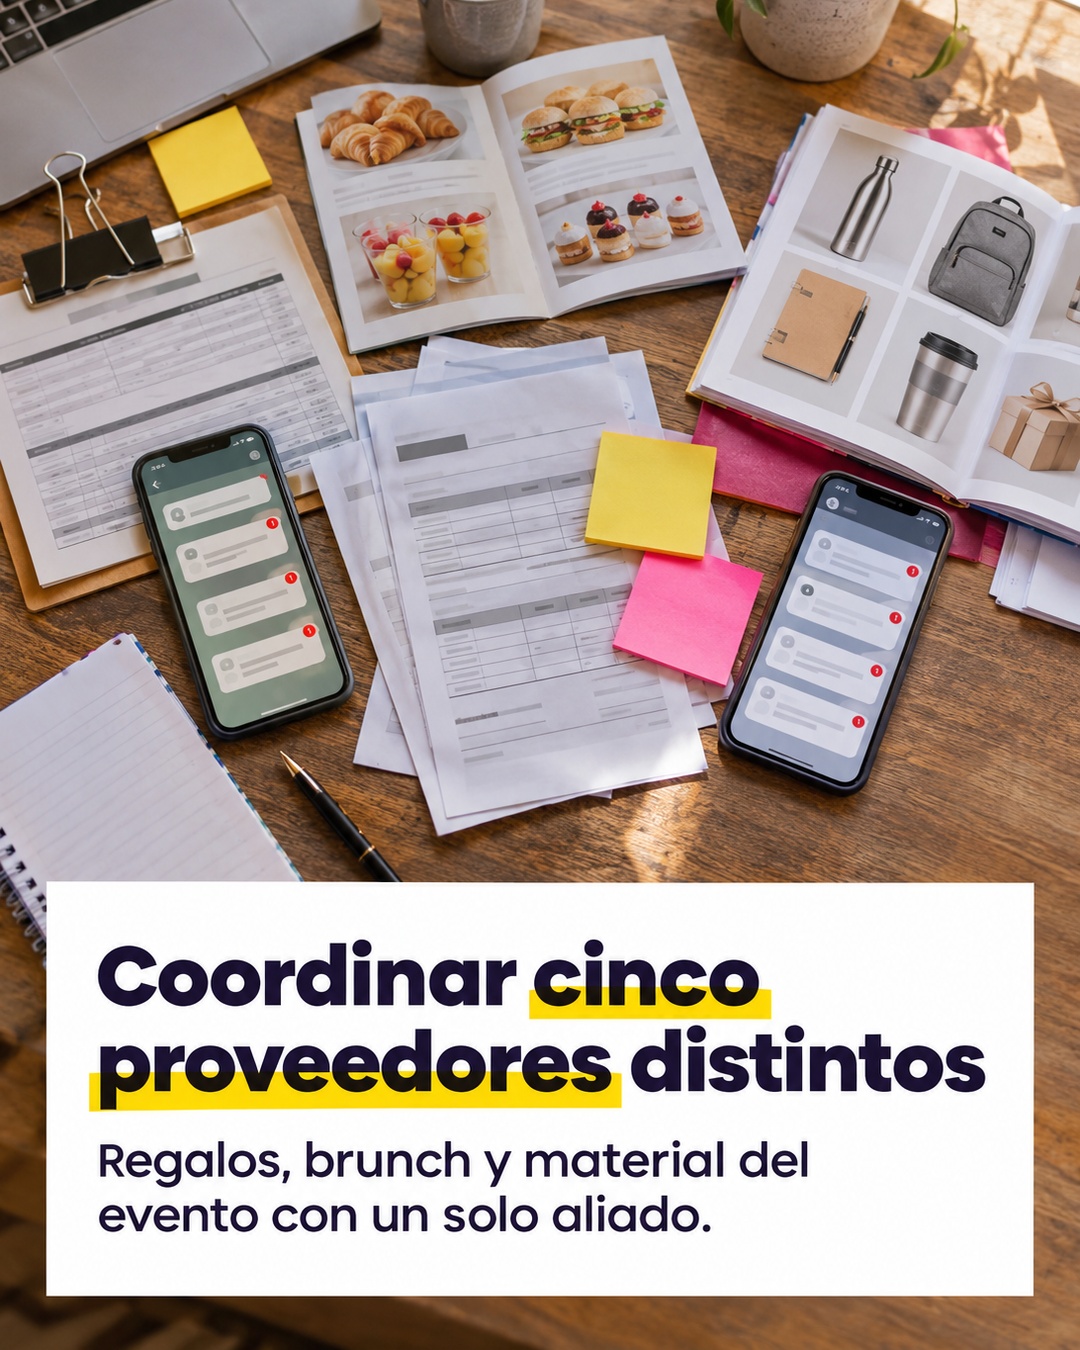 Coordinar cinco
proveedores distintos
Regalos, brunch y material del
evento con un solo aliado.